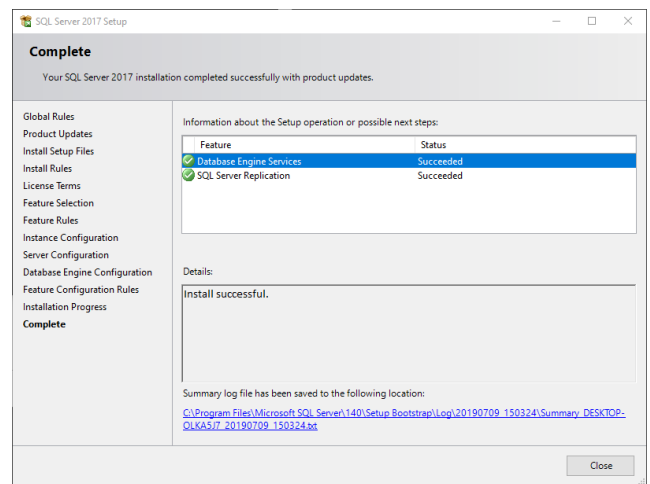 SQL Server 2017 Setup
Complete
Your SQL Server 2017 installation completed successfully with product updates.
Global Rules
Product Updates
Install Setup Files
Install Rules
License Terms
Feature Selection
Feature Rules
Instance Configuration
Server Configuration
Database Engine Configuration
Feature Configuration Rules
Installation Progress
Complete
Information about the Setup operation or possible next steps:
Feature Status
Database Engine Services Succeeded
SQL Server Replication Succeeded
Details:
Install successful.
Summary log file has been saved to the following location:
C:\Program Files\Microsoft SQL Server\140\Setup Bootstrap\Log\20190709_150324\Summary_DESKTOP-
OLKA5J7_20190709_150324.txt
Close